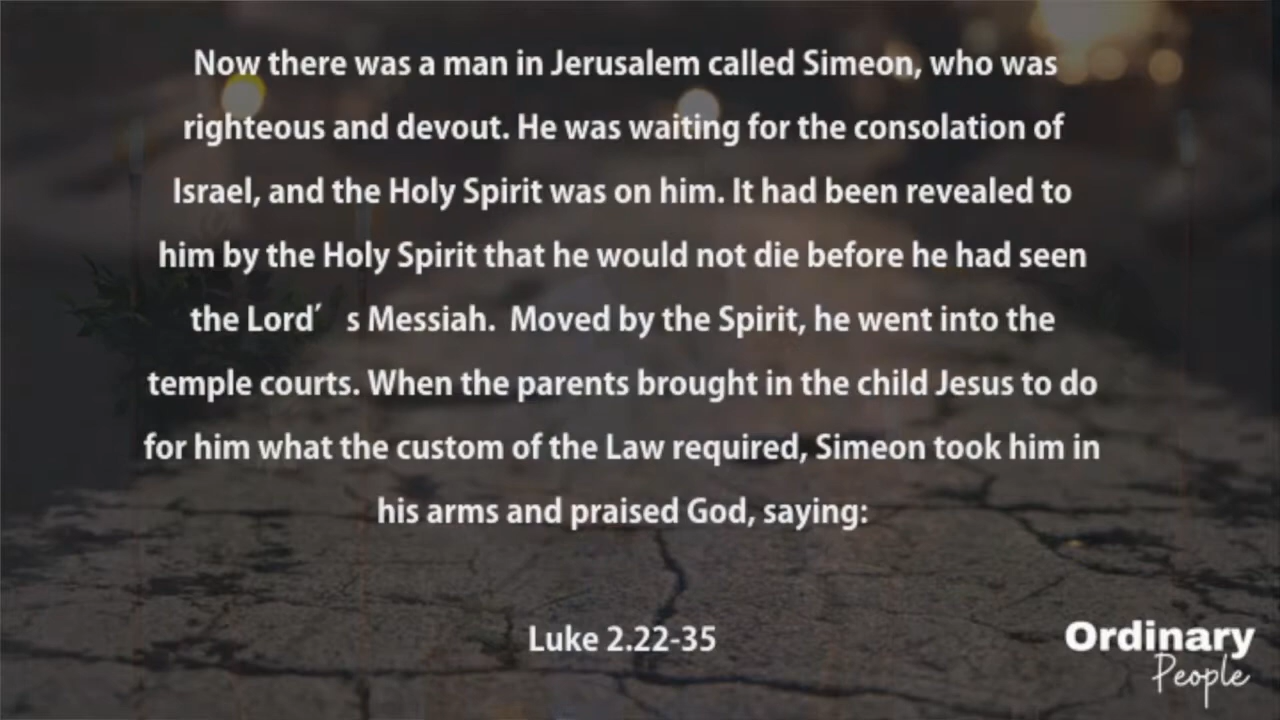 Now there was a man in Jerusalem called Simeon, who was
righteous and devout. He was waiting for the consolation of
Israel, and the Holy Spirit was on him. It had been revealed to
him by the Holy Spirit that he would not die before he had seen
the Lord′ s Messiah.  Moved by the Spirit, he went into the
temple courts. When the parents brought in the child Jesus to do
for him what the custom of the Law required, Simeon took him in
his arms and praised God, saying:
Luke 2.22-35
Ordinary
People